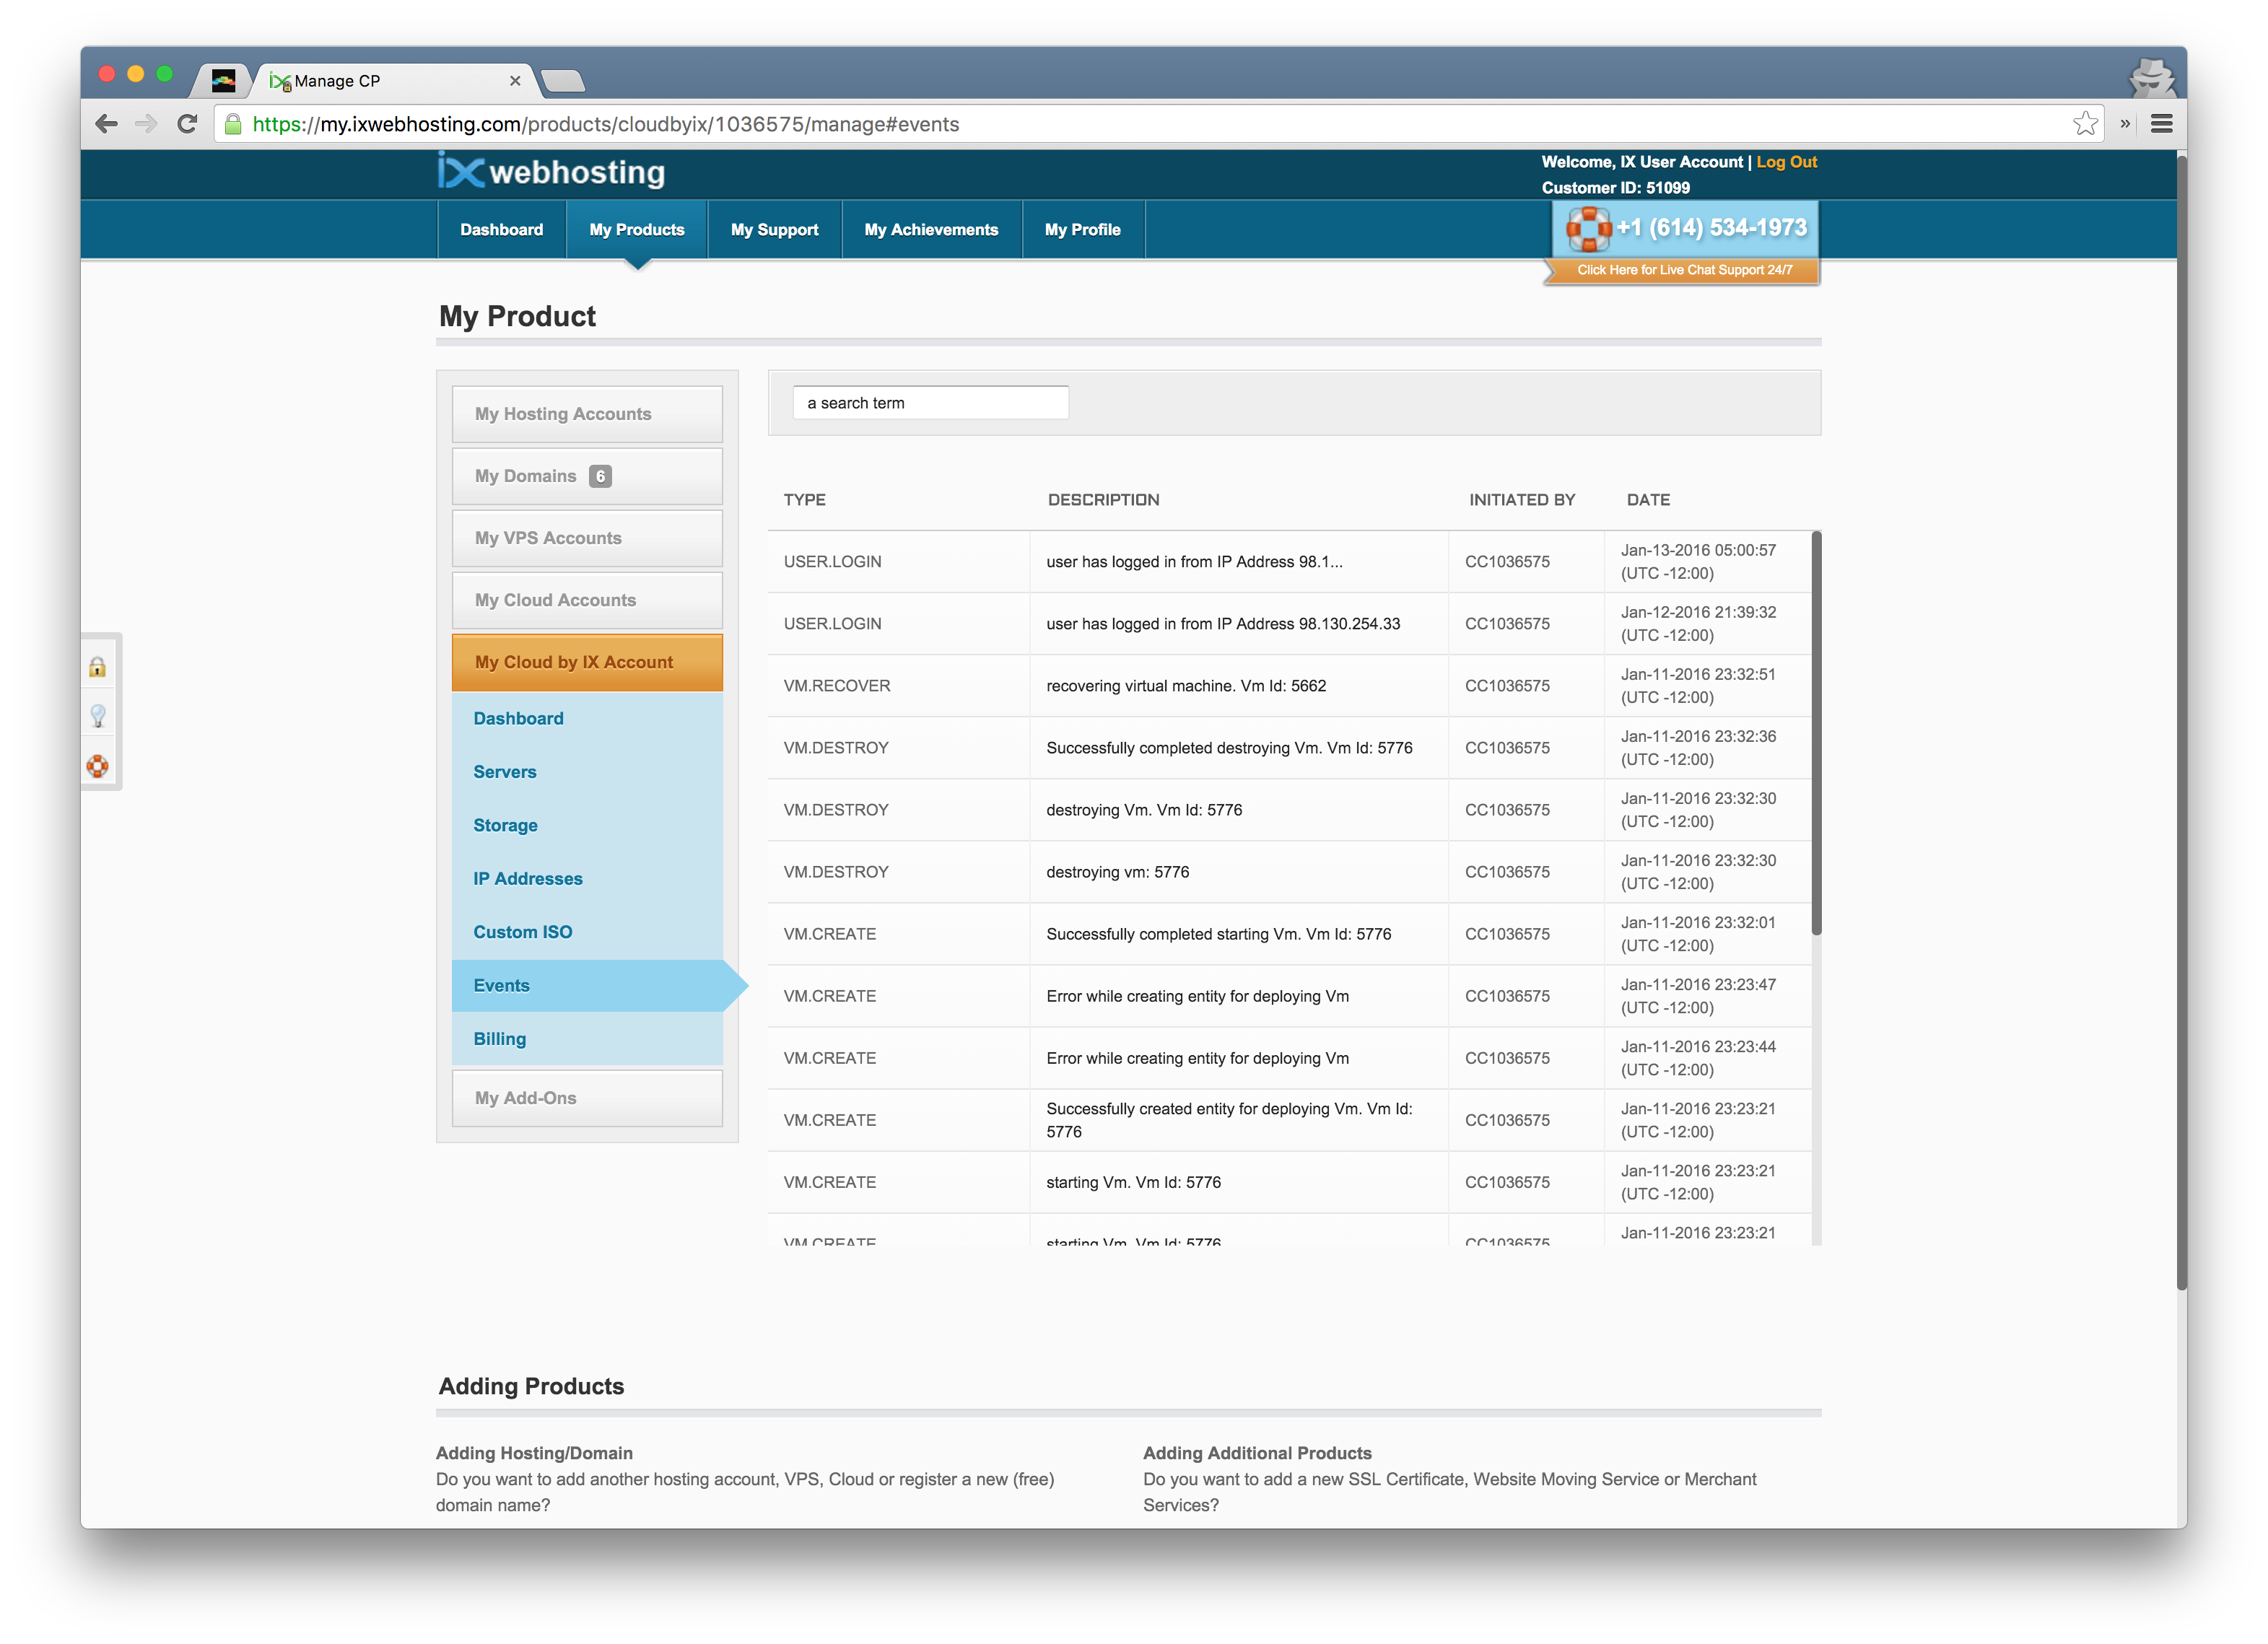 Manage CP
https://my.ixwebhosting.com/products/cloudbyix/1036575/manage#events
ix webhosting
Welcome, IX User Account | Log Out
Customer ID: 51099
Dashboard
My Products
My Support
My Achievements
My Profile
+1 (614) 534-1973
Click Here for Live Chat Support 24/7
My Product
My Hosting Accounts
My Domains 6
My VPS Accounts
My Cloud Accounts
My Cloud by IX Account
Dashboard
Servers
Storage
IP Addresses
Custom ISO
Events
Billing
My Add-Ons
a search term
TYPE DESCRIPTION INITIATED BY DATE
USER.LOGIN user has logged in from IP Address 98.1... CC1036575 Jan-13-2016 05:00:57
(UTC -12:00)
USER.LOGIN user has logged in from IP Address 98.130.254.33 CC1036575 Jan-12-2016 21:39:32
(UTC -12:00)
VM.RECOVER recovering virtual machine. Vm Id: 5662 CC1036575 Jan-11-2016 23:32:51
(UTC -12:00)
VM.DESTROY Successfully completed destroying Vm. Vm Id: 5776 CC1036575 Jan-11-2016 23:32:36
(UTC -12:00)
VM.DESTROY destroying Vm. Vm Id: 5776 CC1036575 Jan-11-2016 23:32:30
(UTC -12:00)
VM.DESTROY destroying vm: 5776 CC1036575 Jan-11-2016 23:32:30
(UTC -12:00)
VM.CREATE Successfully completed starting Vm. Vm Id: 5776 CC1036575 Jan-11-2016 23:32:01
(UTC -12:00)
VM.CREATE Error while creating entity for deploying Vm CC1036575 Jan-11-2016 23:23:47
(UTC -12:00)
VM.CREATE Error while creating entity for deploying Vm CC1036575 Jan-11-2016 23:23:44
(UTC -12:00)
VM.CREATE Successfully created entity for deploying Vm. Vm Id:
5776 CC1036575 Jan-11-2016 23:23:21
(UTC -12:00)
VM.CREATE starting Vm. Vm Id: 5776 CC1036575 Jan-11-2016 23:23:21
(UTC -12:00)
VM.CREATE starting Vm. Vm Id: 5776 CC1036575 Jan-11-2016 23:23:21
Adding Products
Adding Hosting/Domain
Do you want to add another hosting account, VPS, Cloud or register a new (free)
domain name?
Adding Additional Products
Do you want to add a new SSL Certificate, Website Moving Service or Merchant
Services?